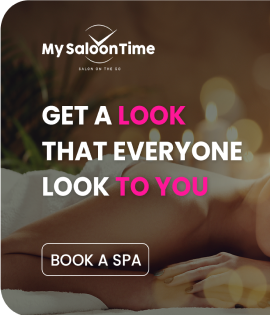 My SaloonTime
SALON ON THE GO
GET A LOOK
THAT EVERYONE
LOOK TO YOU
BOOK A SPA